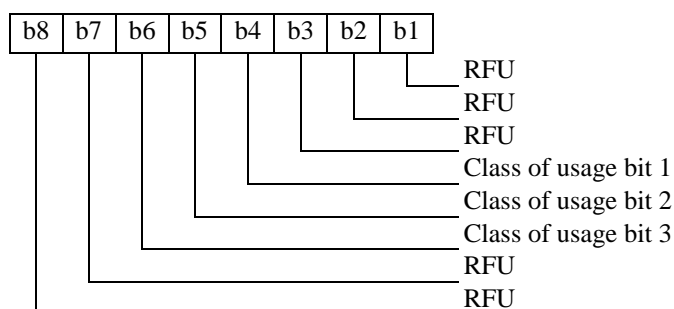 b8 b7 b6 b5 b4 b3 b2 b1
RFU
RFU
RFU
Class of usage bit 1
Class of usage bit 2
Class of usage bit 3
RFU
RFU